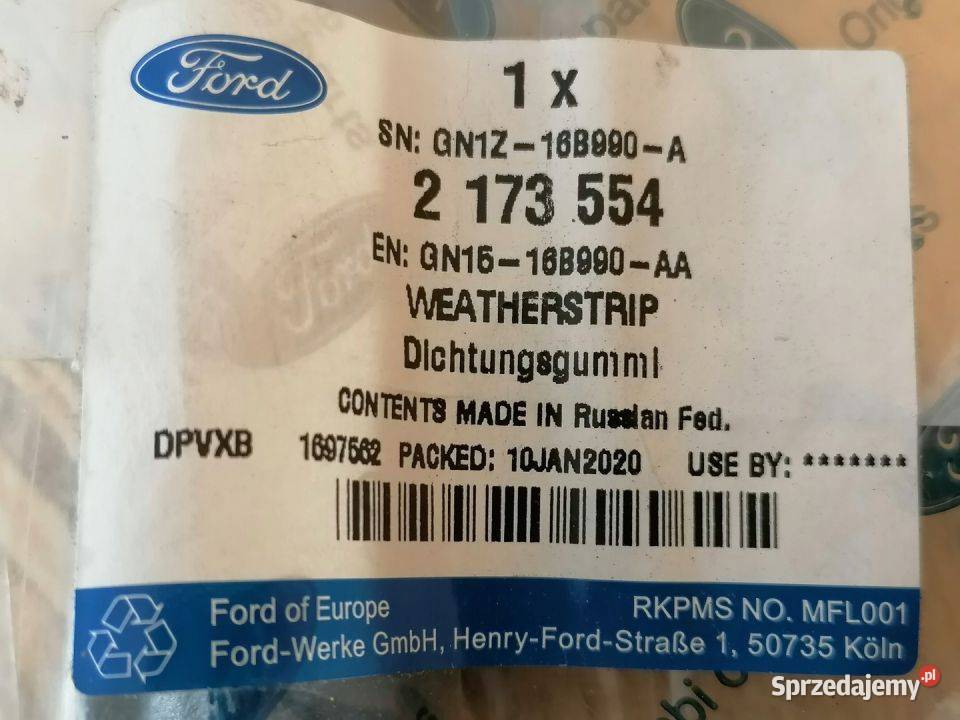 Ford
1 x
SN: GN1Z-16B990-A
2 173 554
EN: GN15-16B990-AA
WEATHERSTRIP
Dichtungsgummi
CONTENTS MADE IN Russian Fed.
DPVXB 1697562 PACKED: 10JAN2020 USE BY: *******
Ford of Europe RKPMS NO. MFL001
Ford-Werke GmbH, Henry-Ford-Straße 1, 50735 Köln
Sprzedajemy.pl